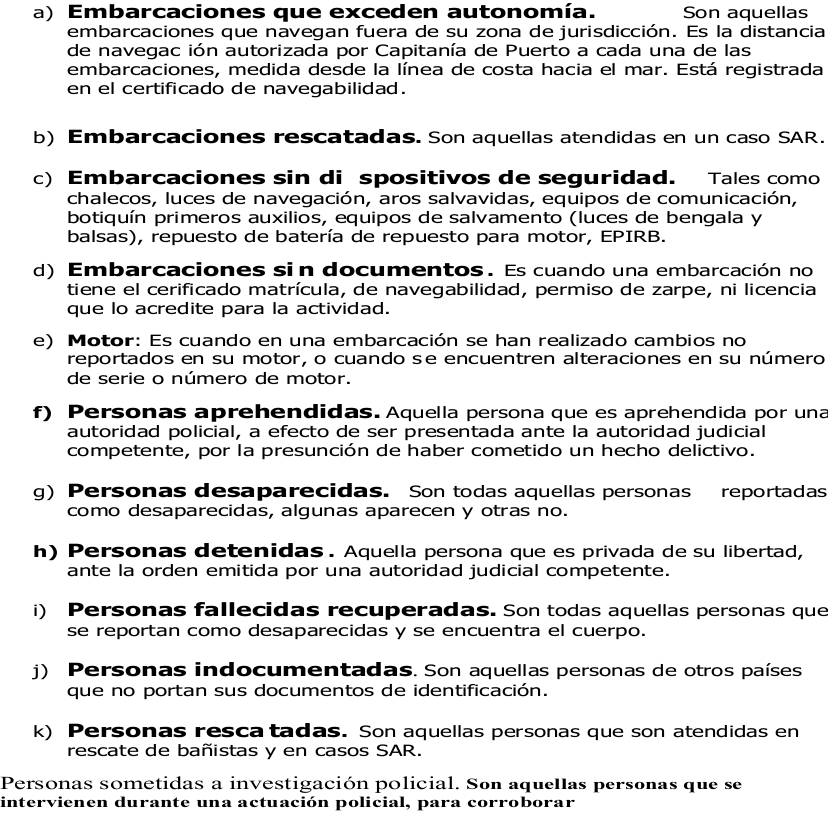 a) Embarcaciones que exceden autonomía. Son aquellas
embarcaciones que navegan fuera de su zona de jurisdicción. Es la distancia
de navegac ión autorizada por Capitanía de Puerto a cada una de las
embarcaciones, medida desde la línea de costa hacia el mar. Está registrada
en el certificado de navegabilidad.
b) Embarcaciones rescatadas. Son aquellas atendidas en un caso SAR.
c) Embarcaciones sin di spositivos de seguridad. Tales como
chalecos, luces de navegación, aros salvavidas, equipos de comunicación,
botiquín primeros auxilios, equipos de salvamento (luces de bengala y
balsas), repuesto de batería de repuesto para motor, EPIRB.
d) Embarcaciones si n documentos . Es cuando una embarcación no
tiene el cerificado matrícula, de navegabilidad, permiso de zarpe, ni licencia
que lo acredite para la actividad.
e) Motor: Es cuando en una embarcación se han realizado cambios no
reportados en su motor, o cuando s e encuentren alteraciones en su número
de serie o número de motor.
f) Personas aprehendidas. Aquella persona que es aprehendida por una
autoridad policial, a efecto de ser presentada ante la autoridad judicial
competente, por la presunción de haber cometido un hecho delictivo.
g) Personas desaparecidas. Son todas aquellas personas reportadas
como desaparecidas, algunas aparecen y otras no.
h) Personas detenidas . Aquella persona que es privada de su libertad,
ante la orden emitida por una autoridad judicial competente.
i) Personas fallecidas recuperadas. Son todas aquellas personas que
se reportan como desaparecidas y se encuentra el cuerpo.
j) Personas indocumentadas. Son aquellas personas de otros países
que no portan sus documentos de identificación.
k) Personas resca tadas. Son aquellas personas que son atendidas en
rescate de bañistas y en casos SAR.
Personas sometidas a investigación policial. Son aquellas personas que se
intervienen durante una actuación policial, para corroborar